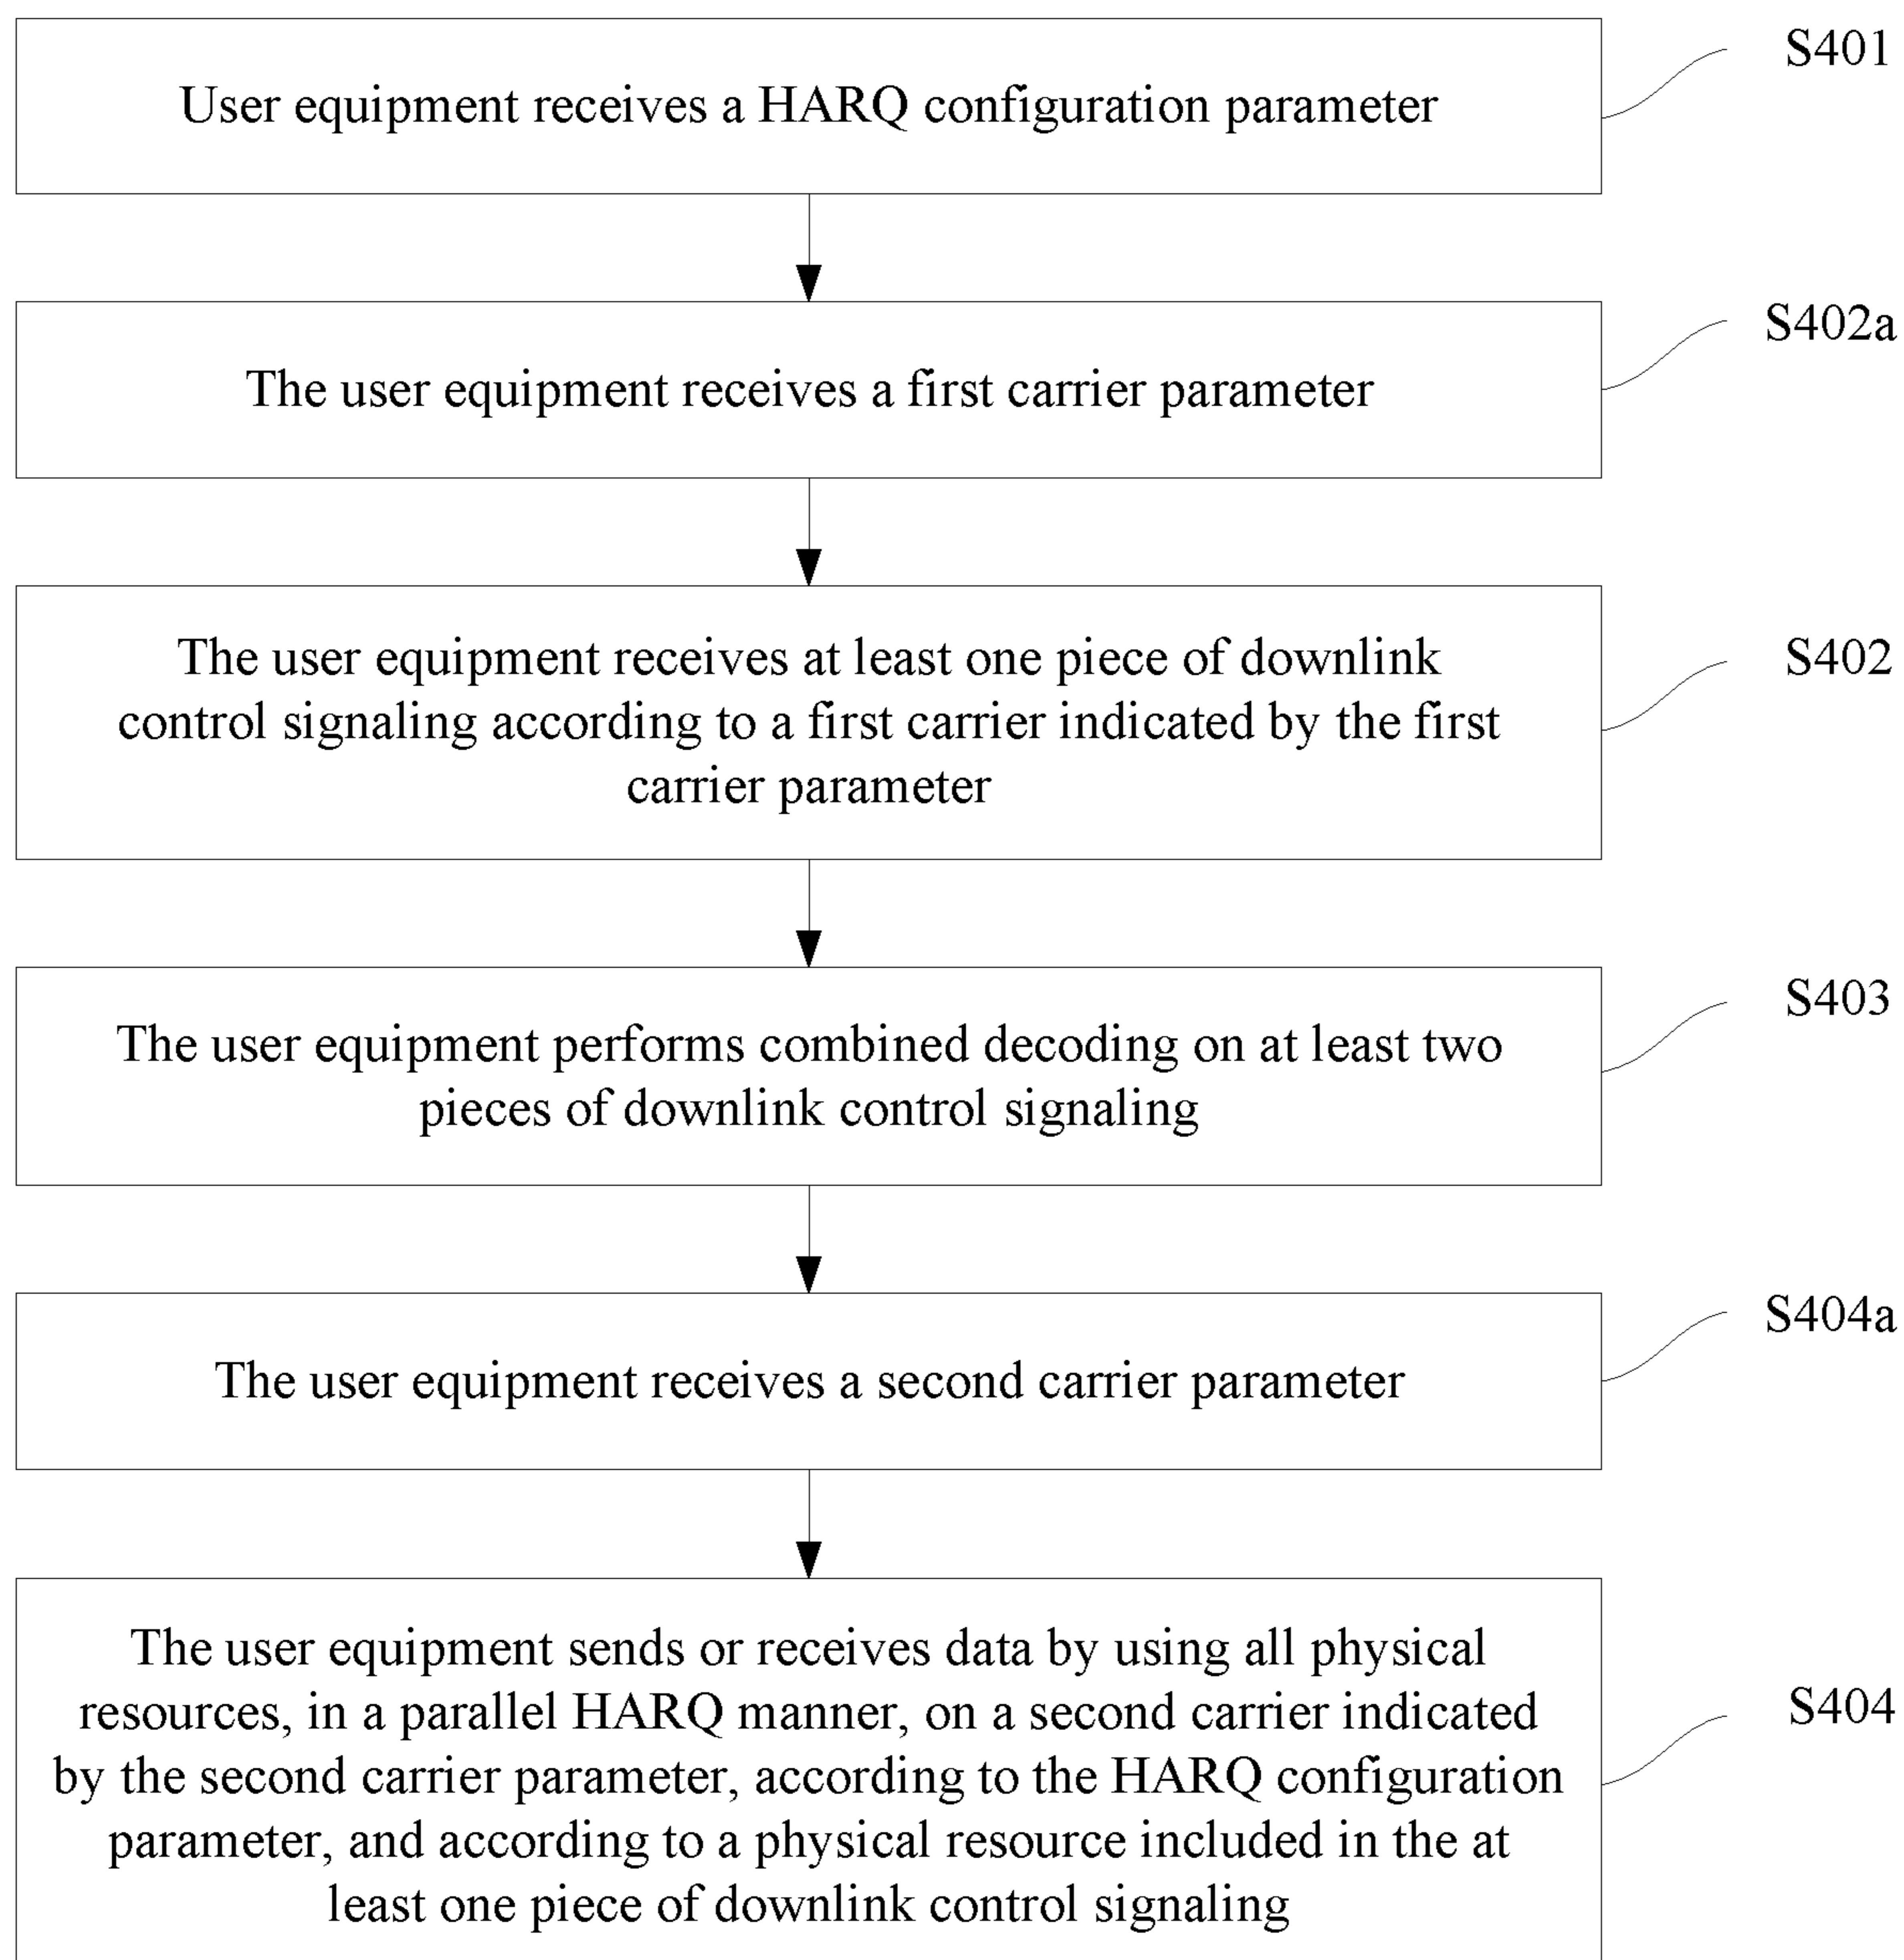 User equipment receives a HARQ configuration parameter
S401
The user equipment receives a first carrier parameter
S402a
The user equipment receives at least one piece of downlink
control signaling according to a first carrier indicated by the first
carrier parameter
S402
The user equipment performs combined decoding on at least two
pieces of downlink control signaling
S403
The user equipment receives a second carrier parameter
S404a
The user equipment sends or receives data by using all physical
resources, in a parallel HARQ manner, on a second carrier indicated
by the second carrier parameter, according to the HARQ configuration
parameter, and according to a physical resource included in the at
least one piece of downlink control signaling
S404